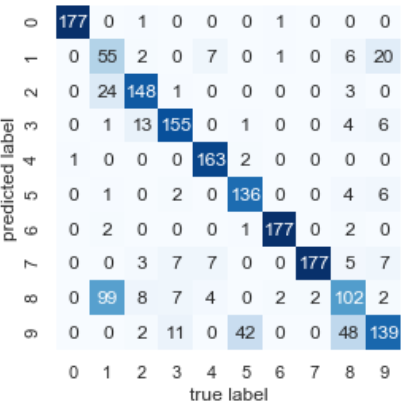 0 177 0 1 0 0 0 1 0 0 0
1 0 55 2 0 7 0 1 0 6 20
2 0 24 148 1 0 0 0 0 3 0
3 0 1 13 155 0 1 0 0 4 6
4 1 0 0 0 163 2 0 0 0 0
5 0 1 0 2 0 136 0 0 4 6
6 0 2 0 0 0 1 177 0 2 0
7 0 0 3 7 7 0 0 177 5 7
8 0 99 8 7 4 0 2 2 102 2
9 0 0 2 11 0 42 0 0 48 139
0 1 2 3 4 5 6 7 8 9
true label
predicted label